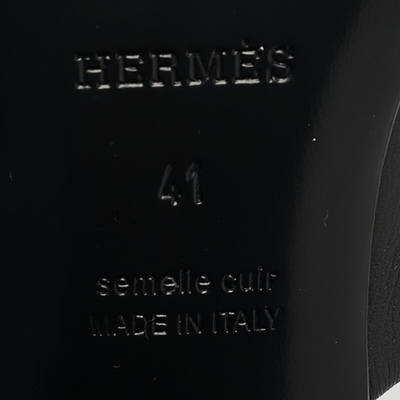 HERMÈS
41
semelle cuir
MADE IN ITALY